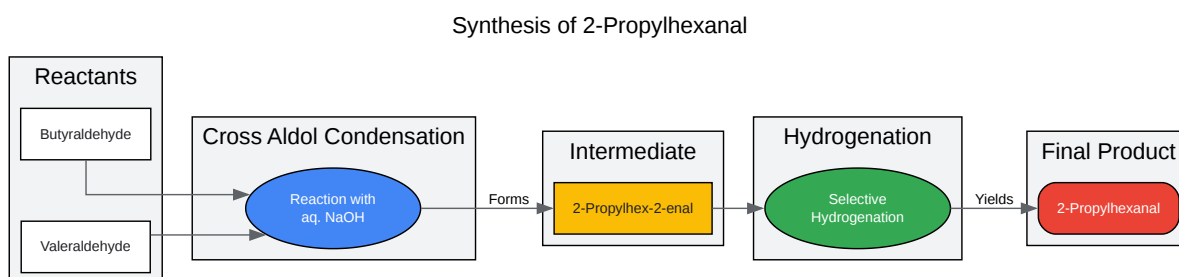 Synthesis of 2-Propylhexanal
Reactants
Butyraldehyde
Valeraldehyde
Cross Aldol Condensation
Reaction with
aq. NaOH
Forms
Intermediate
2-Propylhex-2-enal
Hydrogenation
Selective
Hydrogenation
Yields
Final Product
2-Propylhexanal